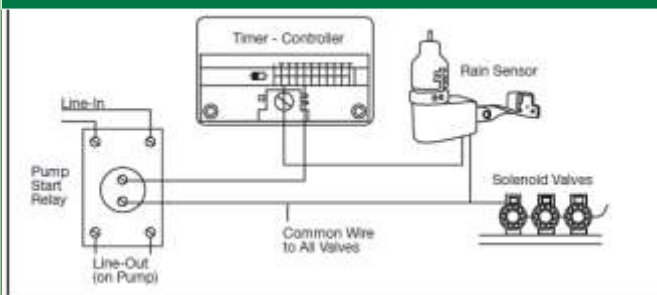 Timer - Controller
Rain Sensor
Line-In
Pump
Start
Relay
Solenoid Valves
Common Wire
to All Valves
Line-Out
(on Pump)